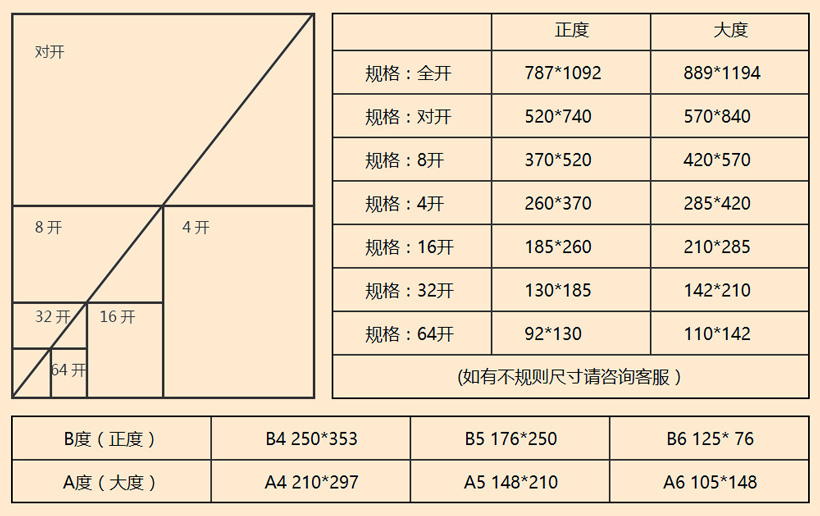 对开
8 开
4 开
32 开
16 开
64 开
正度 大度
规格：全开 787*1092 889*1194
规格：对开 520*740 570*840
规格：8开 370*520 420*570
规格：4开 260*370 285*420
规格：16开 185*260 210*285
规格：32开 130*185 142*210
规格：64开 92*130 110*142
(如有不规则尺寸请咨询客服）
B度（正度） B4 250*353 B5 176*250 B6 125* 76
A度（大度） A4 210*297 A5 148*210 A6 105*148